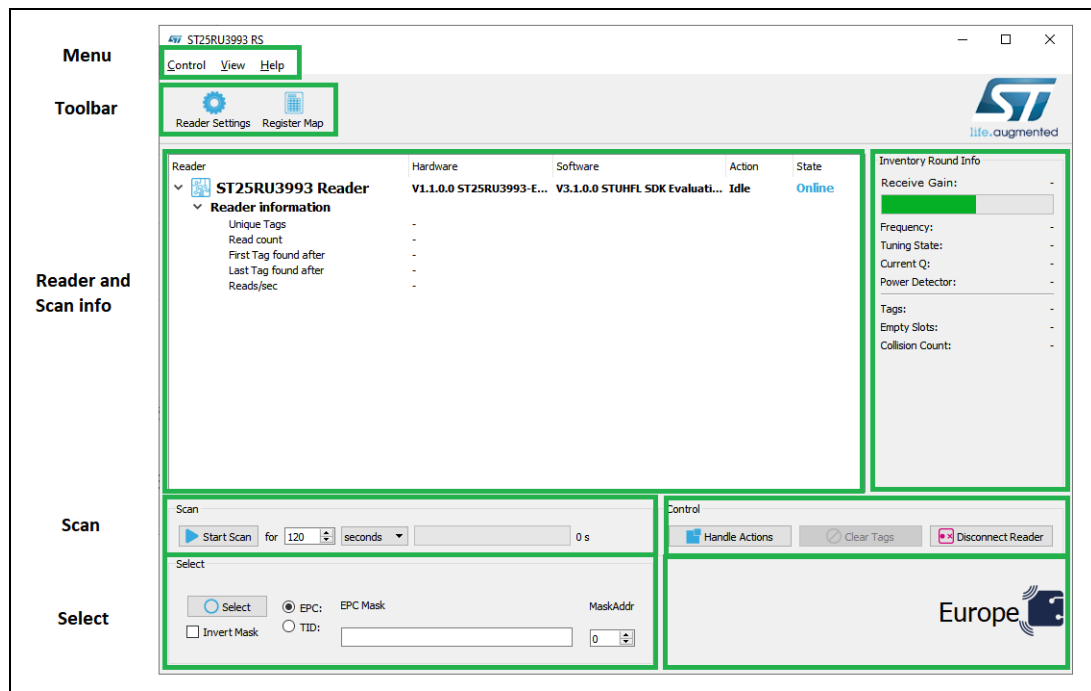 ST25RU3993 RS
Menu
Control View Help
Toolbar
Reader Settings Register Map
ST
life.augmented
Reader Hardware Software Action State
ST25RU3993 Reader V1.1.0.0 ST25RU3993-E... V3.1.0.0 STUHFL SDK Evaluati... Idle Online
Reader information
Unique Tags -
Read count -
First Tag found after -
Last Tag found after -
Reads/sec -
Reader and
Scan info
Inventory Round Info
Receive Gain: -
Frequency: -
Tuning State: -
Current Q: -
Power Detector: -
Tags: -
Empty Slots: -
Collision Count: -
Scan
Scan
Start Scan for 120 seconds 0 s
Control
Handle Actions Clear Tags Disconnect Reader
Select
Select
Select EPC: EPC Mask MaskAddr
Invert Mask TID: 0
Europe